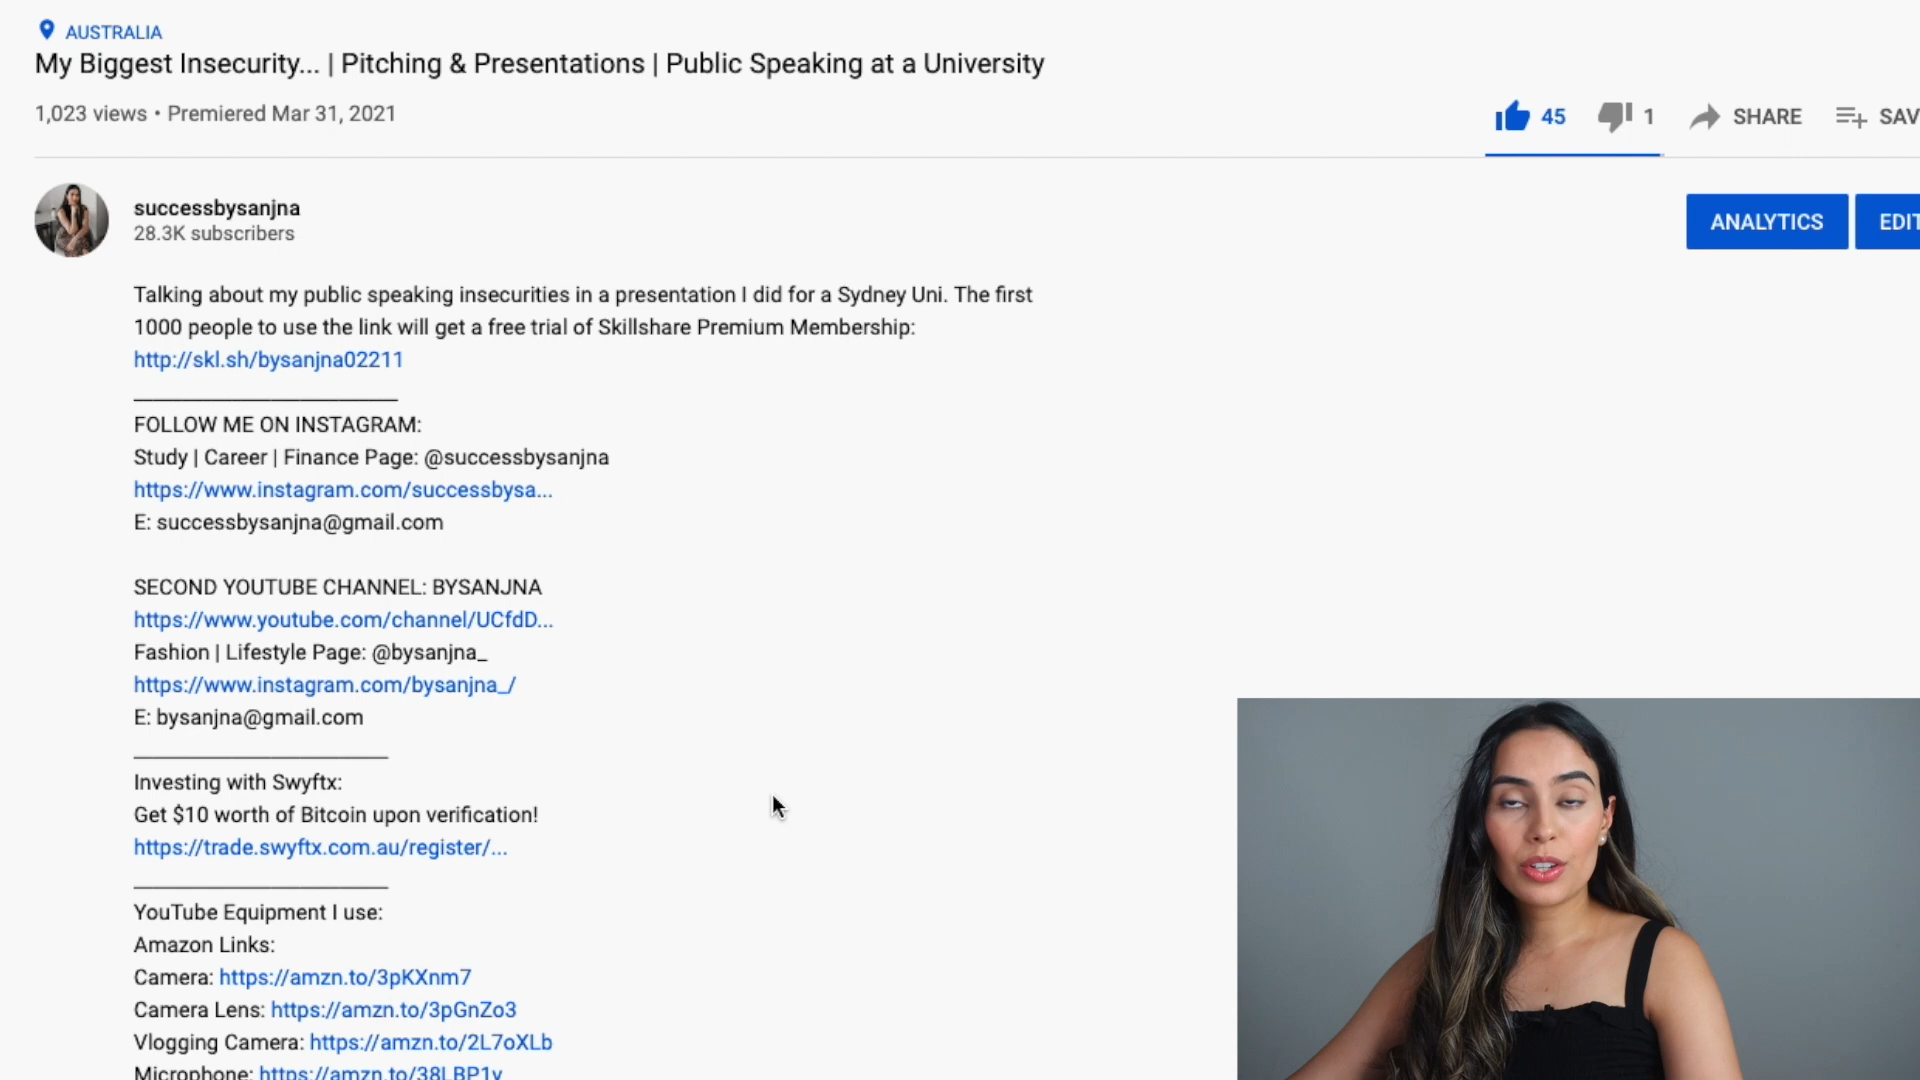 AUSTRALIA
My Biggest Insecurity... | Pitching & Presentations | Public Speaking at a University
1,023 views • Premiered Mar 31, 2021
45
1
SHARE
SAV
successbysanjna
28.3K subscribers
ANALYTICS
EDIT
Talking about my public speaking insecurities in a presentation I did for a Sydney Uni. The first
1000 people to use the link will get a free trial of Skillshare Premium Membership:
http://skl.sh/bysanjna02211
FOLLOW ME ON INSTAGRAM:
Study | Career | Finance Page: @successbysanjna
https://www.instagram.com/successbysa...
E: successbysanjna@gmail.com
SECOND YOUTUBE CHANNEL: BYSANJNA
https://www.youtube.com/channel/UCfdD...
Fashion | Lifestyle Page: @bysanjna_
https://www.instagram.com/bysanjna_/
E: bysanjna@gmail.com
Investing with Swyftx:
Get $10 worth of Bitcoin upon verification!
https://trade.swyftx.com.au/register/...
YouTube Equipment I use:
Amazon Links:
Camera: https://amzn.to/3pKXnm7
Camera Lens: https://amzn.to/3pGnZo3
Vlogging Camera: https://amzn.to/2L7oXLb
Microphone: https://amzn.to/38LBP1v